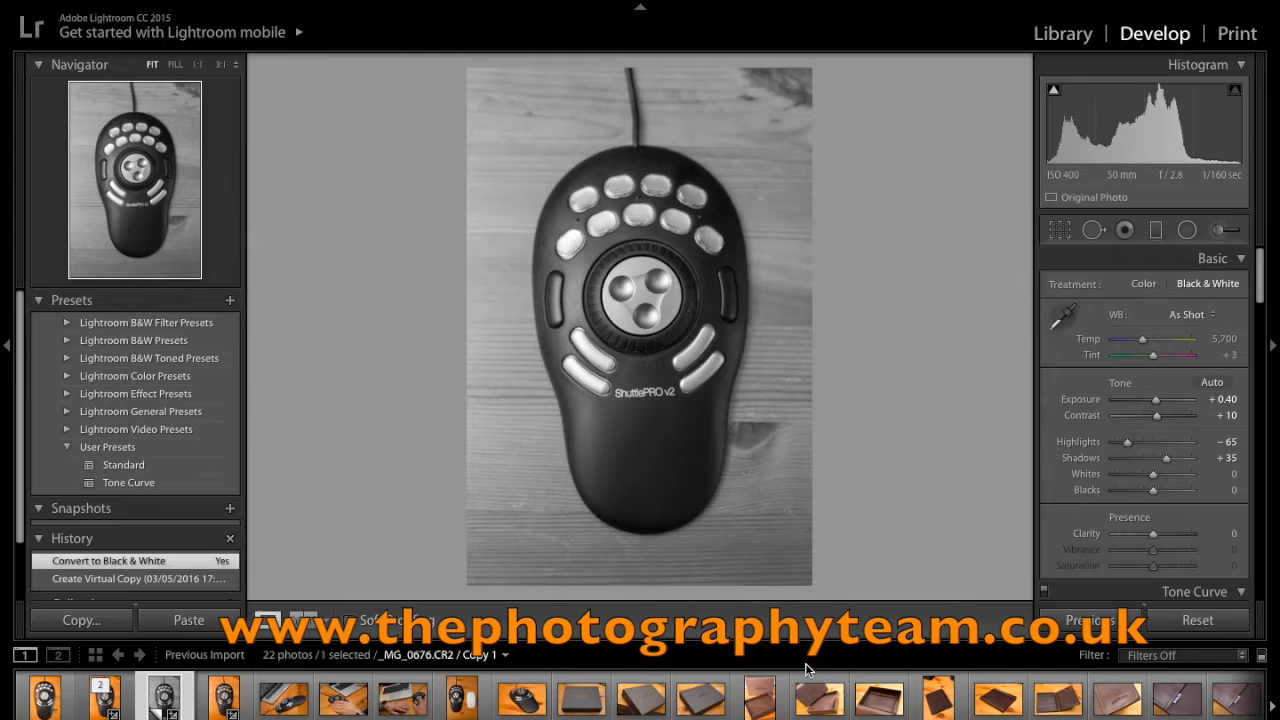 Lr
Adobe Lightroom CC 2015
Get started with Lightroom mobile
Library | Develop | Print
Navigator
FIT FILL 1:1 3:1
Presets
Lightroom B&W Filter Presets
Lightroom B&W Presets
Lightroom B&W Toned Presets
Lightroom Color Presets
Lightroom Effect Presets
Lightroom General Presets
Lightroom Video Presets
User Presets
Standard
Tone Curve
Snapshots
History
Convert to Black & White Yes
Create Virtual Copy (03/05/2016 17:...
Copy... Paste
ShuttlePRO v2
Histogram
ISO 400 50 mm f / 2.8 1/160 sec
Original Photo
Basic
Treatment : Color Black & White
WB : As Shot
Temp 5,700
Tint + 3
Tone Auto
Exposure + 0.40
Contrast + 10
Highlights - 65
Shadows + 35
Whites 0
Blacks 0
Presence
Clarity 0
Vibrance 0
Saturation 0
Tone Curve
Reset
www.thephotographyteam.co.uk
1 2 Previous Import 22 photos / 1 selected / _MG_0676.CR2 / Copy 1
Filter : Filters Off
2